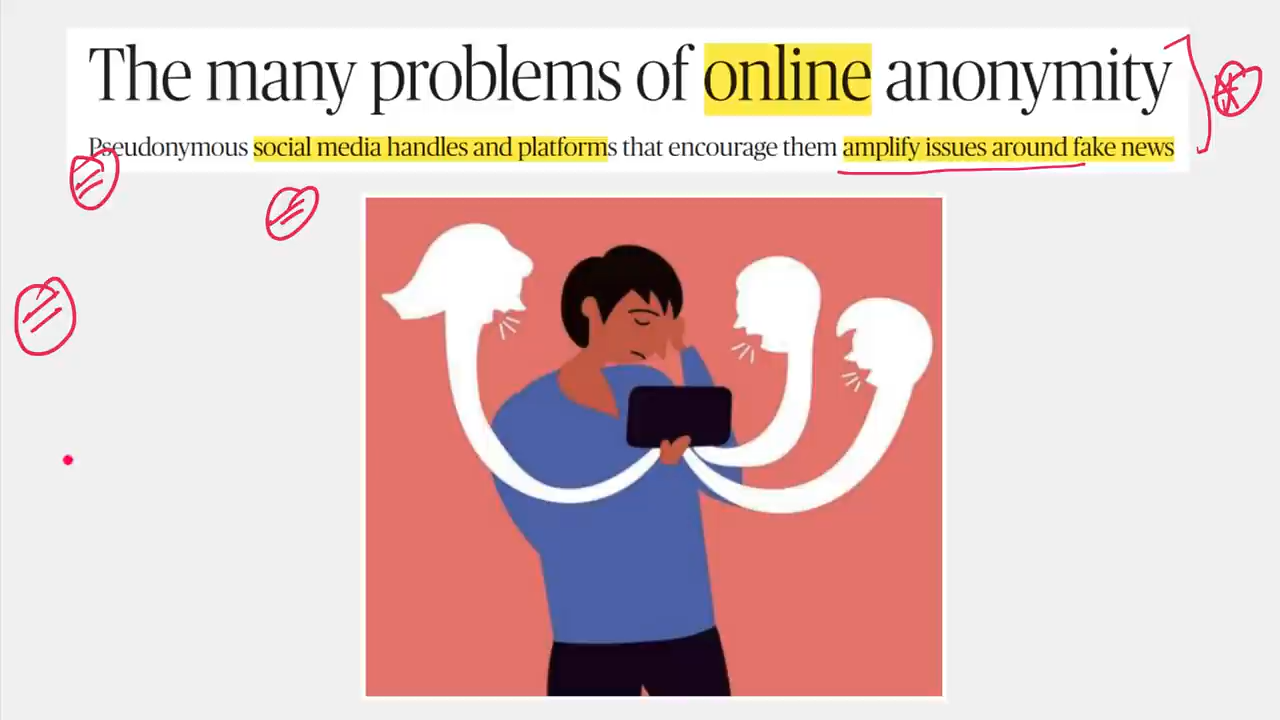 The many problems of online anonymity
Pseudonymous social media handles and platforms that encourage them amplify issues around fake news